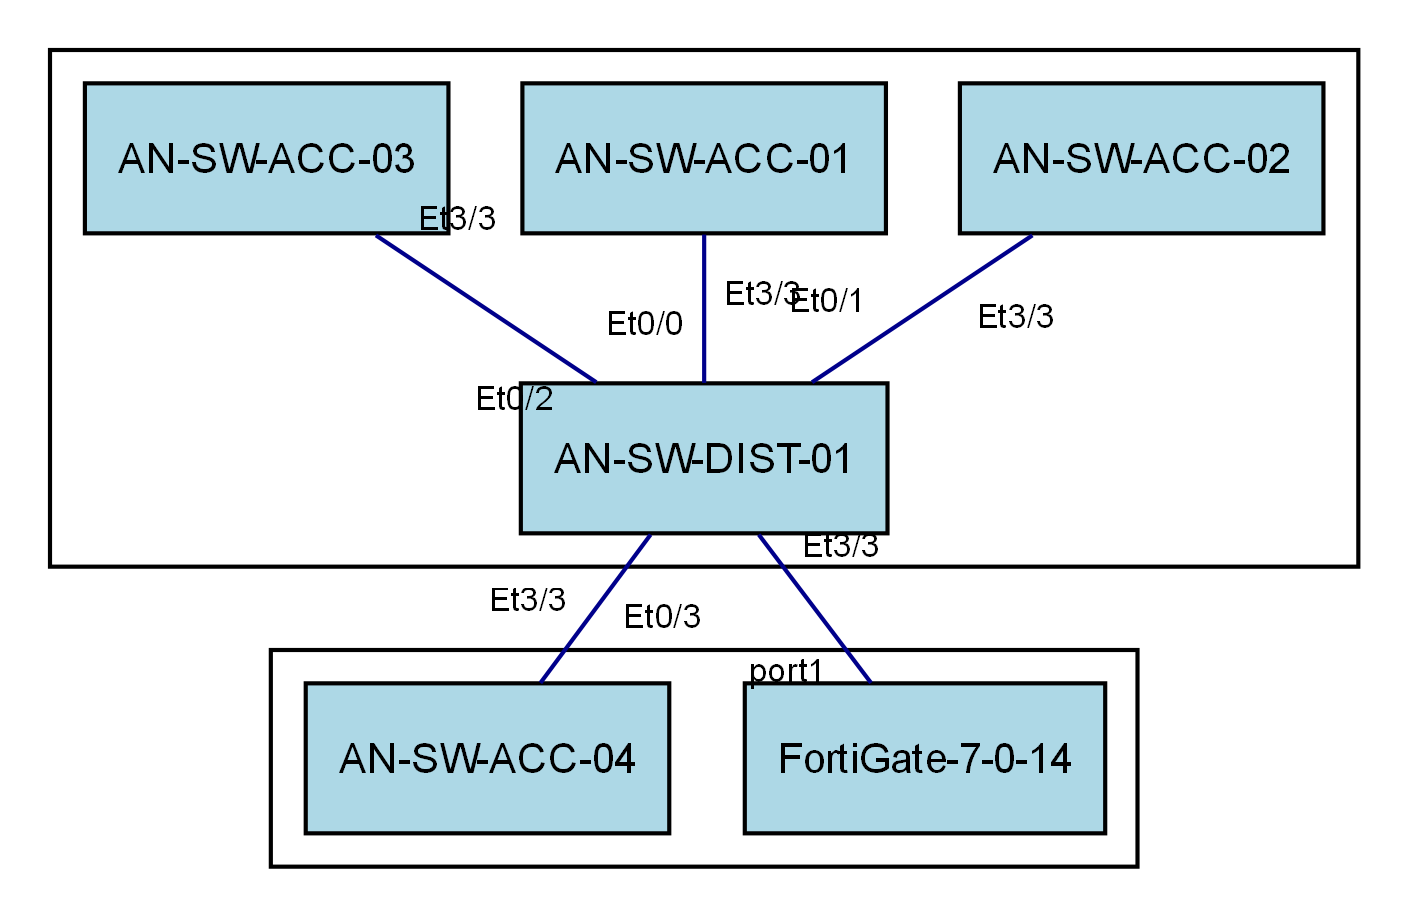 AN-SW-ACC-03
AN-SW-ACC-01
AN-SW-ACC-02
Et3/3
Et3/3
Et0/1
Et3/3
Et0/0
Et0/2
AN-SW-DIST-01
Et3/3
Et3/3
Et0/3
port1
AN-SW-ACC-04
FortiGate-7-0-14